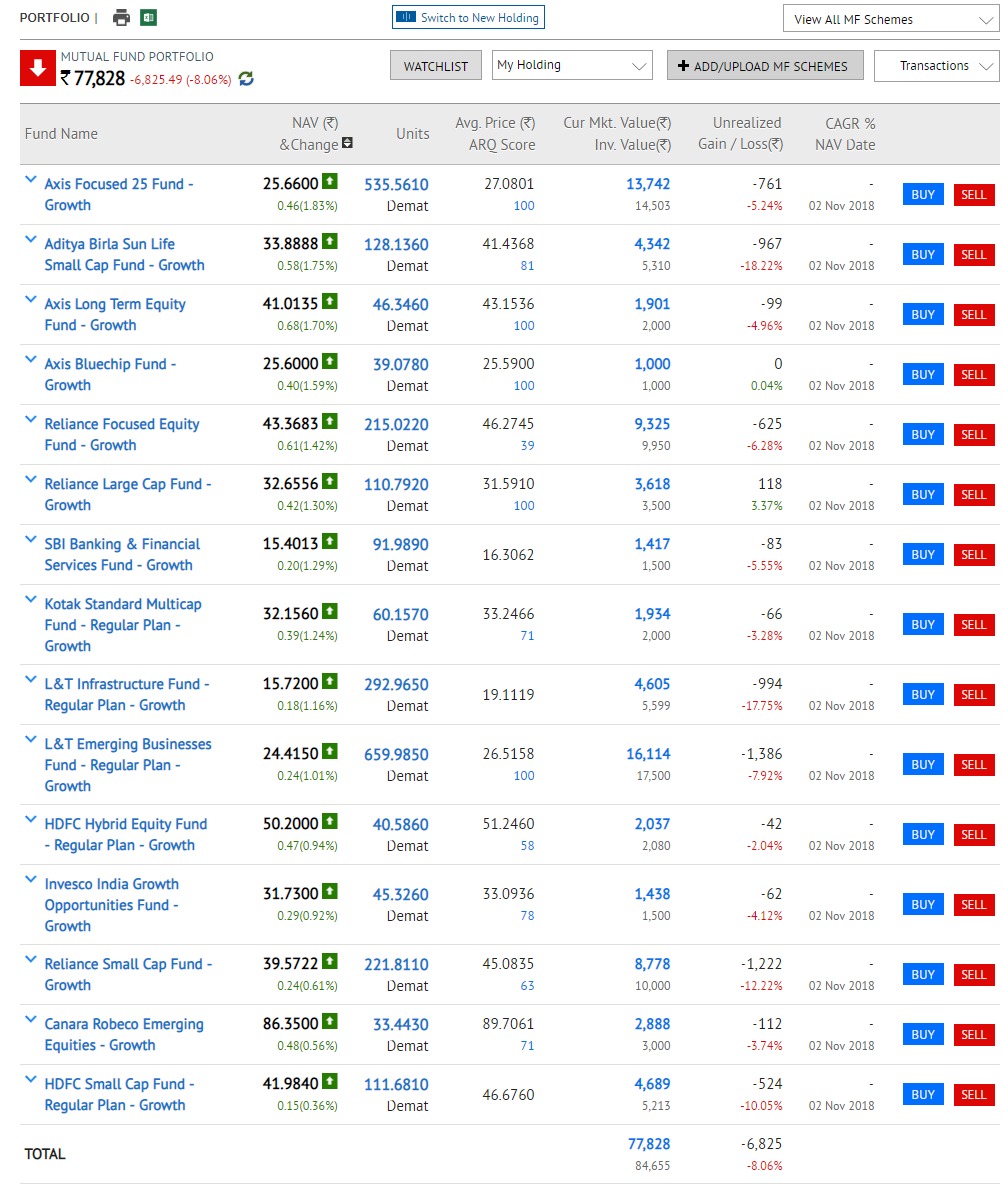 PORTFOLIO
Switch to New Holding
View All MF Schemes
MUTUAL FUND PORTFOLIO
₹ 77,828 -6,825.49 (-8.06%)
WATCHLIST
My Holding
+ ADD/UPLOAD MF SCHEMES
Transactions
Fund Name
NAV (₹)
&Change
Units
Avg. Price (₹)
ARQ Score
Cur Mkt. Value(₹)
Inv. Value(₹)
Unrealized
Gain / Loss(₹)
CAGR %
NAV Date
Axis Focused 25 Fund - 25.6600 535.5610 27.0801 13,742 -761 - BUY SELL
Growth 0.46(1.83%) Demat 100 14,503 -5.24% 02 Nov 2018
Aditya Birla Sun Life 33.8888 128.1360 41.4368 4,342 -967 - BUY SELL
Small Cap Fund - Growth 0.58(1.75%) Demat 81 5,310 -18.22% 02 Nov 2018
Axis Long Term Equity 41.0135 46.3460 43.1536 1,901 -99 - BUY SELL
Fund - Growth 0.68(1.70%) Demat 100 2,000 -4.96% 02 Nov 2018
Axis Bluechip Fund - 25.6000 39.0780 25.5900 1,000 0 - BUY SELL
Growth 0.40(1.59%) Demat 100 1,000 0.04% 02 Nov 2018
Reliance Focused Equity 43.3683 215.0220 46.2745 9,325 -625 - BUY SELL
Fund - Growth 0.61(1.42%) Demat 39 9,950 -6.28% 02 Nov 2018
Reliance Large Cap Fund - 32.6556 110.7920 31.5910 3,618 118 - BUY SELL
Growth 0.42(1.30%) Demat 100 3,500 3.37% 02 Nov 2018
SBI Banking & Financial 15.4013 91.9890 16.3062 1,417 -83 - BUY SELL
Services Fund - Growth 0.20(1.29%) Demat 1,500 -5.55% 02 Nov 2018
Kotak Standard Multicap
Fund - Regular Plan - 32.1560 60.1570 33.2466 1,934 -66 - BUY SELL
Growth 0.39(1.24%) Demat 71 2,000 -3.28% 02 Nov 2018
L&T Infrastructure Fund - 15.7200 292.9650 19.1119 4,605 -994 - BUY SELL
Regular Plan - Growth 0.18(1.16%) Demat 5,599 -17.75% 02 Nov 2018
L&T Emerging Businesses
Fund - Regular Plan - 24.4150 659.9850 26.5158 16,114 -1,386 - BUY SELL
Growth 0.24(1.01%) Demat 100 17,500 -7.92% 02 Nov 2018
HDFC Hybrid Equity Fund 50.2000 40.5860 51.2460 2,037 -42 - BUY SELL
- Regular Plan - Growth 0.47(0.94%) Demat 58 2,080 -2.04% 02 Nov 2018
Invesco India Growth
Opportunities Fund - 31.7300 45.3260 33.0936 1,438 -62 - BUY SELL
Growth 0.29(0.92%) Demat 78 1,500 -4.12% 02 Nov 2018
Reliance Small Cap Fund - 39.5722 221.8110 45.0835 8,778 -1,222 - BUY SELL
Growth 0.24(0.61%) Demat 63 10,000 -12.22% 02 Nov 2018
Canara Robeco Emerging 86.3500 33.4430 89.7061 2,888 -112 - BUY SELL
Equities - Growth 0.48(0.56%) Demat 71 3,000 -3.74% 02 Nov 2018
HDFC Small Cap Fund - 41.9840 111.6810 46.6760 4,689 -524 - BUY SELL
Regular Plan - Growth 0.15(0.36%) Demat 5,213 -10.05% 02 Nov 2018
TOTAL 77,828 -6,825
84,655 -8.06%